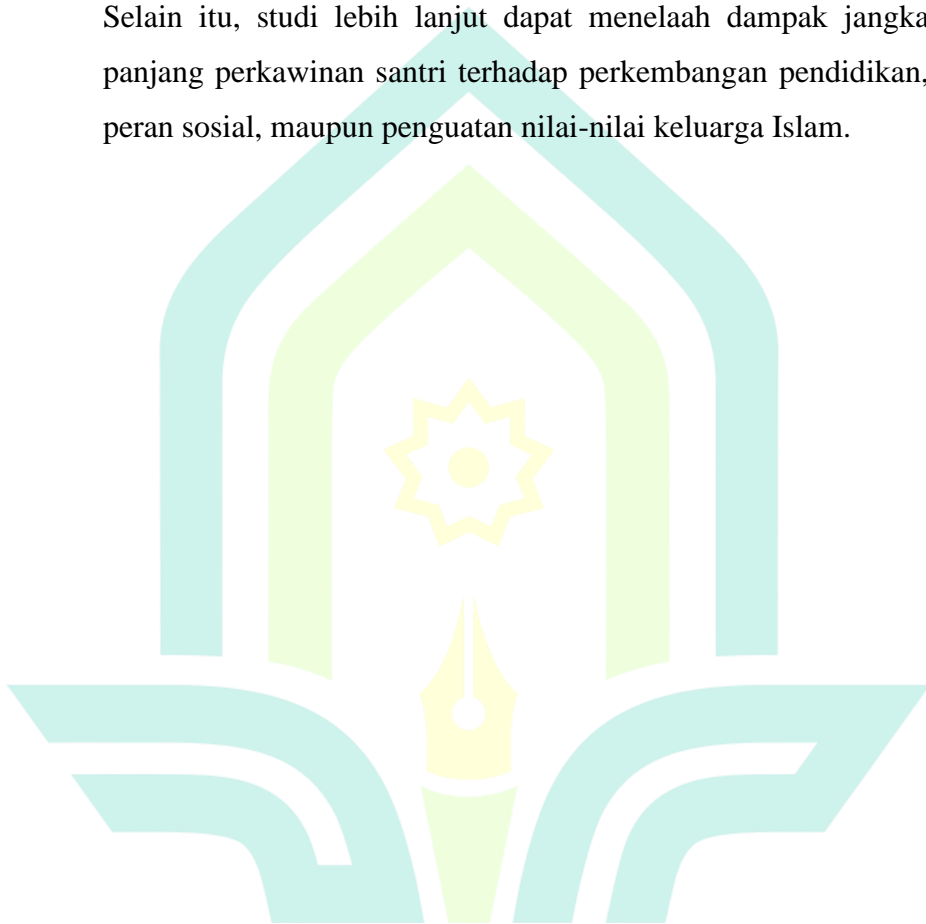 Selain itu, studi lebih lanjut dapat menelaah dampak jangka
panjang perkawinan santri terhadap perkembangan pendidikan,
peran sosial, maupun penguatan nilai-nilai keluarga Islam.